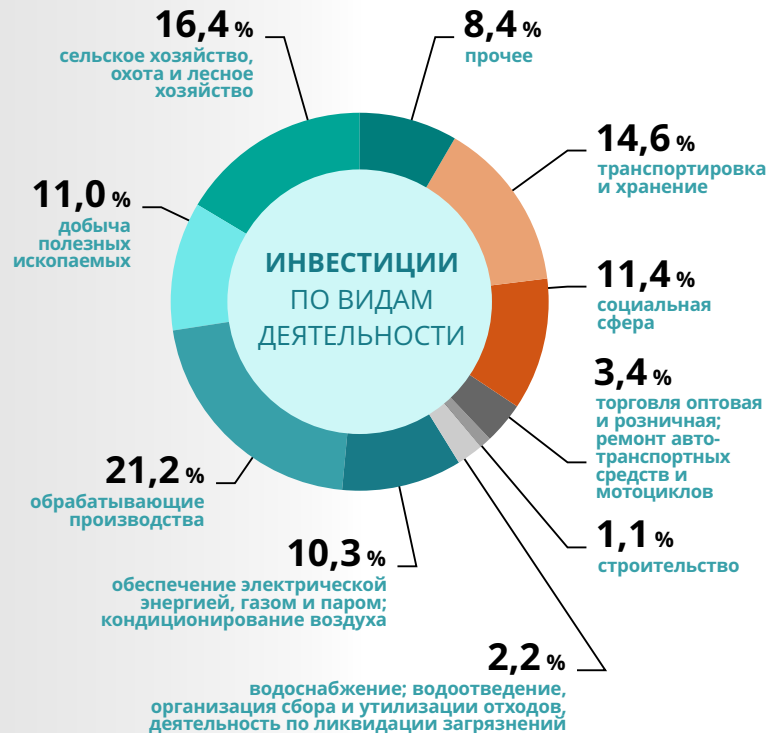 16,4 %
сельское хозяйство,
охота и лесное
хозяйство
8,4 %
прочее
14,6 %
транспортировка
и хранение
11,0 %
добыча
полезных
ископаемых
ИНВЕСТИЦИИ
ПО ВИДАМ
ДЕЯТЕЛЬНОСТИ
11,4 %
социальная
сфера
3,4 %
торговля оптовая
и розничная;
ремонт авто-
транспортных
средств и
мотоциклов
21,2 %
обрабатывающие
производства
1,1 %
строительство
10,3 %
обеспечение электрической
энергией, газом и паром;
кондиционирование воздуха
2,2 %
водоснабжение; водоотведение,
организация сбора и утилизации отходов,
деятельность по ликвидации загрязнений